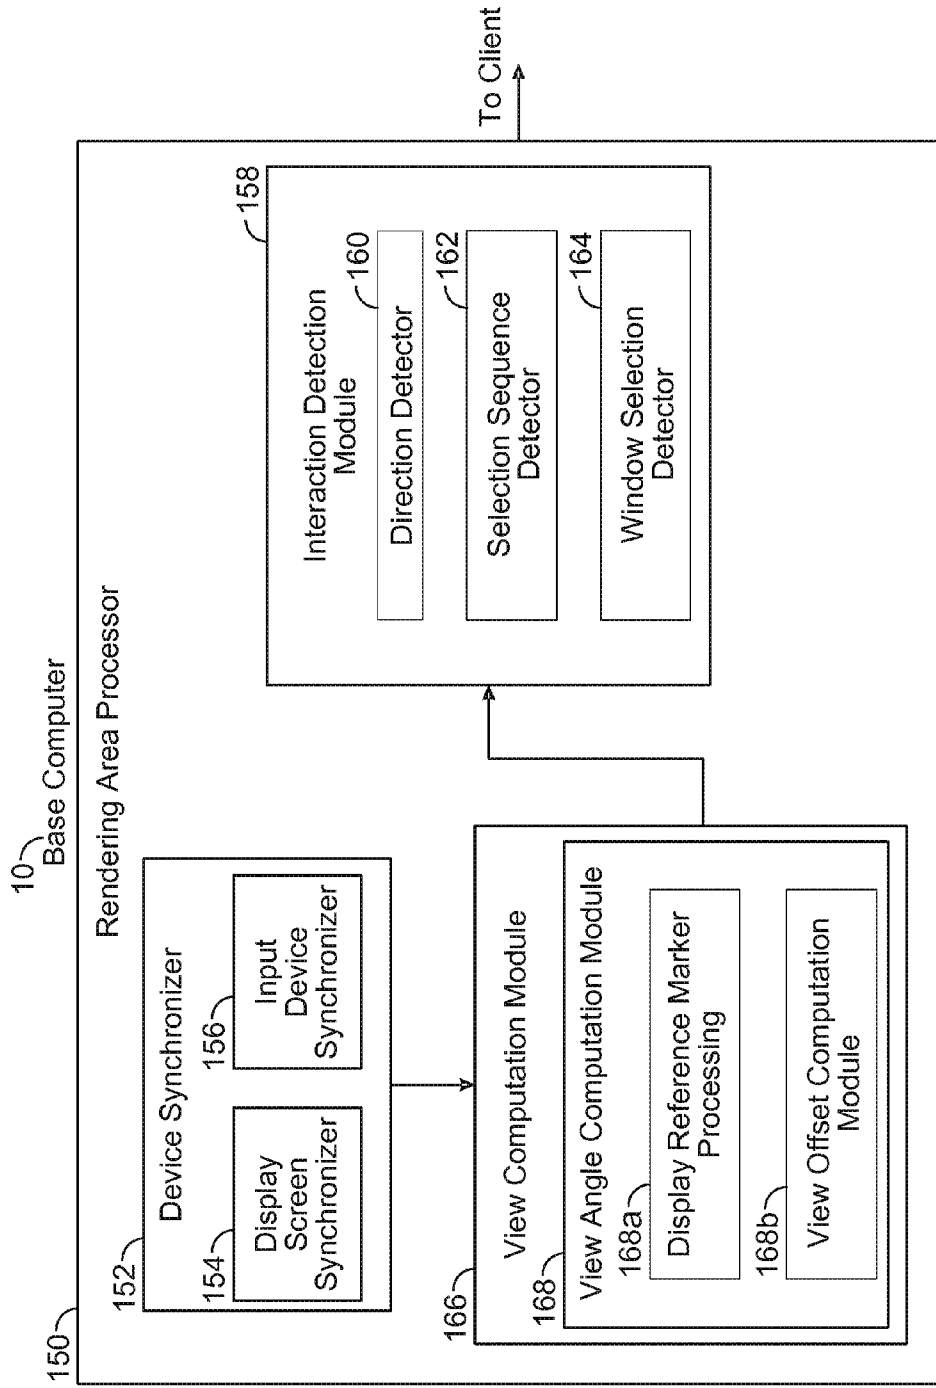 10
Base Computer
150
Rendering Area Processor
152
Device Synchronizer
154
Display
Screen
Synchronizer
156
Input
Device
Synchronizer
166
View Computation Module
168
View Angle Computation Module
168a
Display Reference Marker
Processing
168b
View Offset Computation
Module
158
Interaction Detection
Module
160
Direction Detector
162
Selection Sequence
Detector
164
Window Selection
Detector
To Client